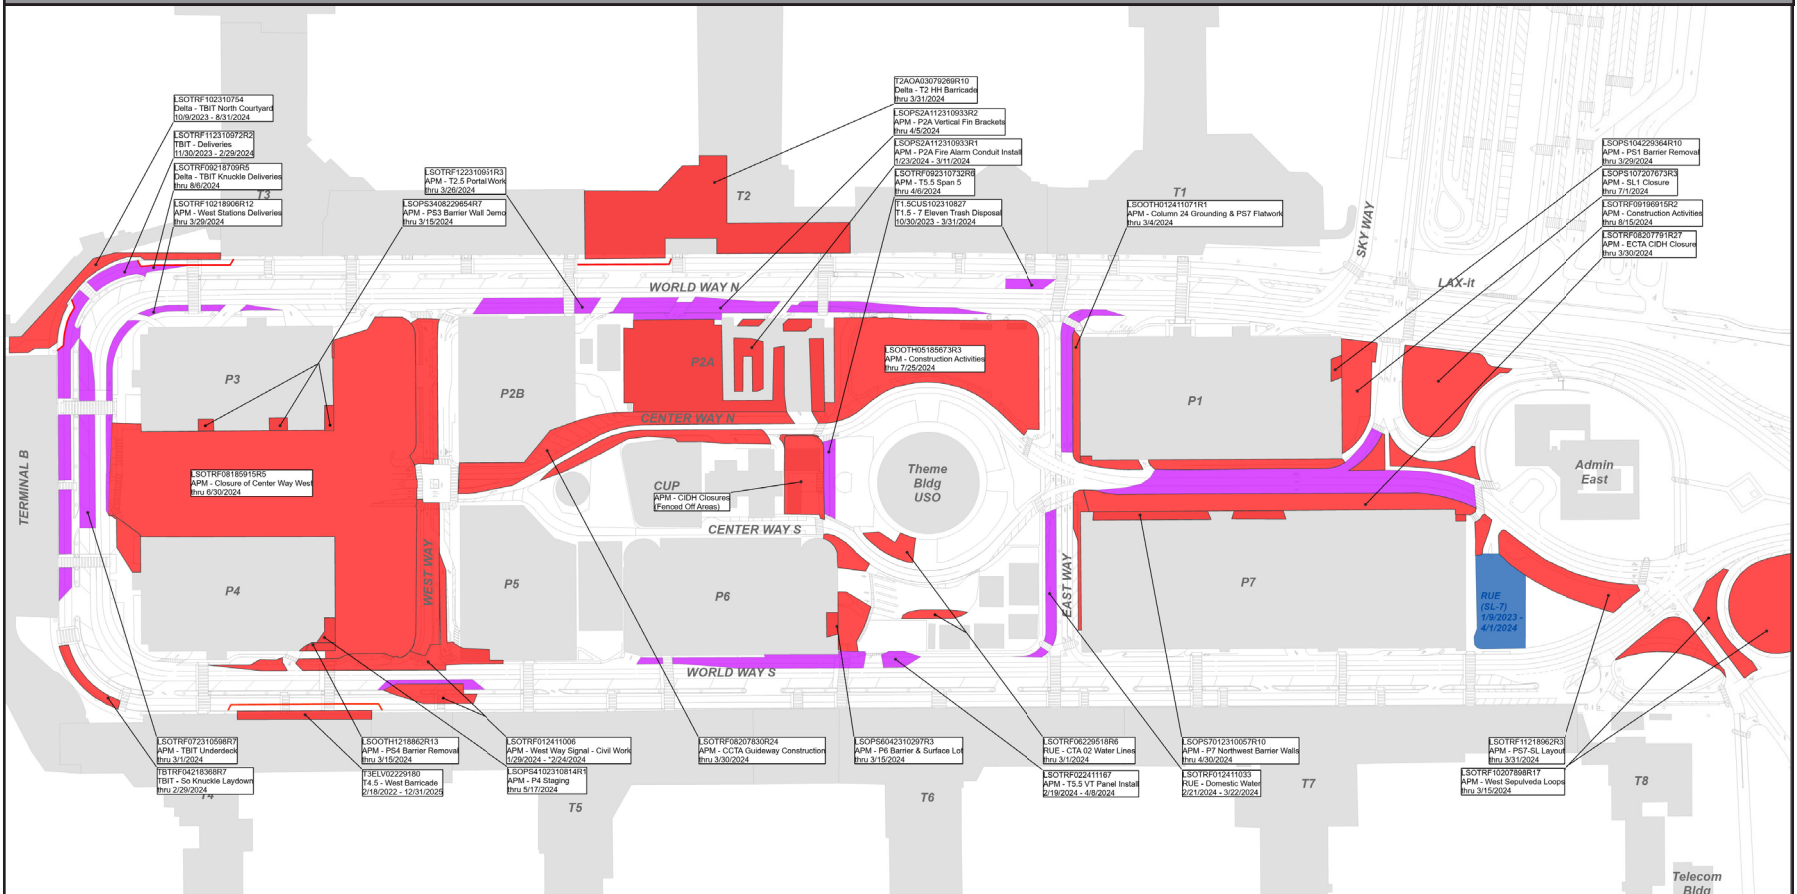 LSOTRF102310754
Delta - TBIT North Courtyard
10/9/2023 - 8/31/2024
LSOTRF112310972R2
TBIT - Deliveries
11/30/2023 - 2/29/2024
LSOTRF09218709R5
Delta - TBIT Knuckle Deliveries
thru 8/6/2024
LSOTRF10218906R12
APM - West Stations Deliveries
thru 3/29/2024
T3
LSOTRF122310951R3
APM - T2.5 Portal Work
thru 3/26/2024
LSOPS3408229654R7
APM - PS3 Barrier Wall Demo
thru 3/15/2024
T2AOA03079269R10
Delta - T2 HH Barricade
thru 3/31/2024
LSOPS2A112310933R2
APM - P2A Vertical Fin Brackets
thru 4/5/2024
LSOPS2A112310933R1
APM - P2A Fire Alarm Conduit Install
1/23/2024 - 3/11/2024
LSOTRF092310732R6
APM - T5.5 Span 5
thru 4/6/2024
T1.5CUS102310827
T1.5 - 7 Eleven Trash Disposal
10/30/2023 - 3/31/2024
T2
T1
LSOOTH012411071R1
APM - Column 24 Grounding & PS7 Flatwork
thru 3/4/2024
LSOPS104229364R10
APM - PS1 Barrier Removal
thru 3/29/2024
LSOPS107207673R3
APM - SL1 Closure
thru 7/1/2024
LSOTRF09196915R2
APM - Construction Activities
thru 8/15/2024
LSOTRF08207791R27
APM - ECTA CIDH Closure
thru 3/30/2024
SKY WAY
LAX-it
WORLD WAY N
P3
P2B
P2A
LSOOTH05185673R3
APM - Construction Activities
thru 7/25/2024
P1
CENTER WAY N
TERMINAL B
LSOTRF08185915R5
APM - Closure of Center Way West
thru 6/30/2024
CUP
APM - CIDH Closures
(Fenced Off Areas)
Theme
Bldg
USO
Admin
East
CENTER WAY S
WEST WAY
EAST WAY
P4
P5
P6
P7
RUE
(SL-7)
1/9/2023 -
4/1/2024
WORLD WAY S
LSOTRF072310598R7
APM - TBIT Underdeck
thru 3/1/2024
TBTRF04218368R7
TBIT - So Knuckle Laydown
thru 2/29/2024
T4
LSOOTH1218862R13
APM - PS4 Barrier Removal
thru 3/15/2024
T3ELV02229180
T4.5 - West Barricade
2/18/2022 - 12/31/2025
LSOTRF012411006
APM - West Way Signal - Civil Work
1/29/2024 - *2/24/2024
LSOPS4102310814R1
APM - P4 Staging
thru 5/17/2024
T5
LSOTRF08207830R24
APM - CCTA Guideway Construction
thru 3/30/2024
LSOPS6042310297R3
APM - P6 Barrier & Surface Lot
thru 3/15/2024
T6
LSOTRF06229518R6
RUE - CTA 02 Water Lines
thru 3/1/2024
LSOTRF022411167
APM - T5.5 VT Panel Install
2/19/2024 - 4/8/2024
LSOPS7012310057R10
APM - P7 Northwest Barrier Walls
thru 4/30/2024
LSOTRF012411033
RUE - Domestic Water
2/21/2024 - 3/22/2024
T7
LSOTRF11218962R3
APM - PS7-SL Layout
thru 3/31/2024
LSOTRF10207898R17
APM - West Sepulveda Loops
thru 3/15/2024
T8
Telecom
Bldg